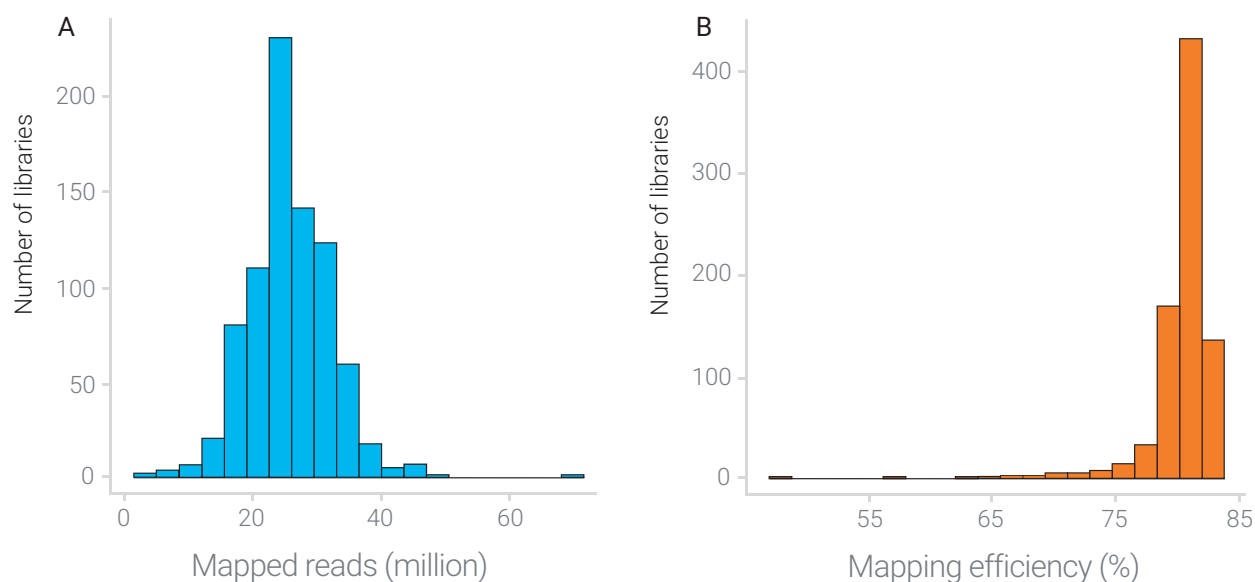 A
Number of libraries
200
150
100
50
0
0 20 40 60
Mapped reads (million)
B
Number of libraries
400
300
200
100
0
55 65 75 85
Mapping efficiency (%)